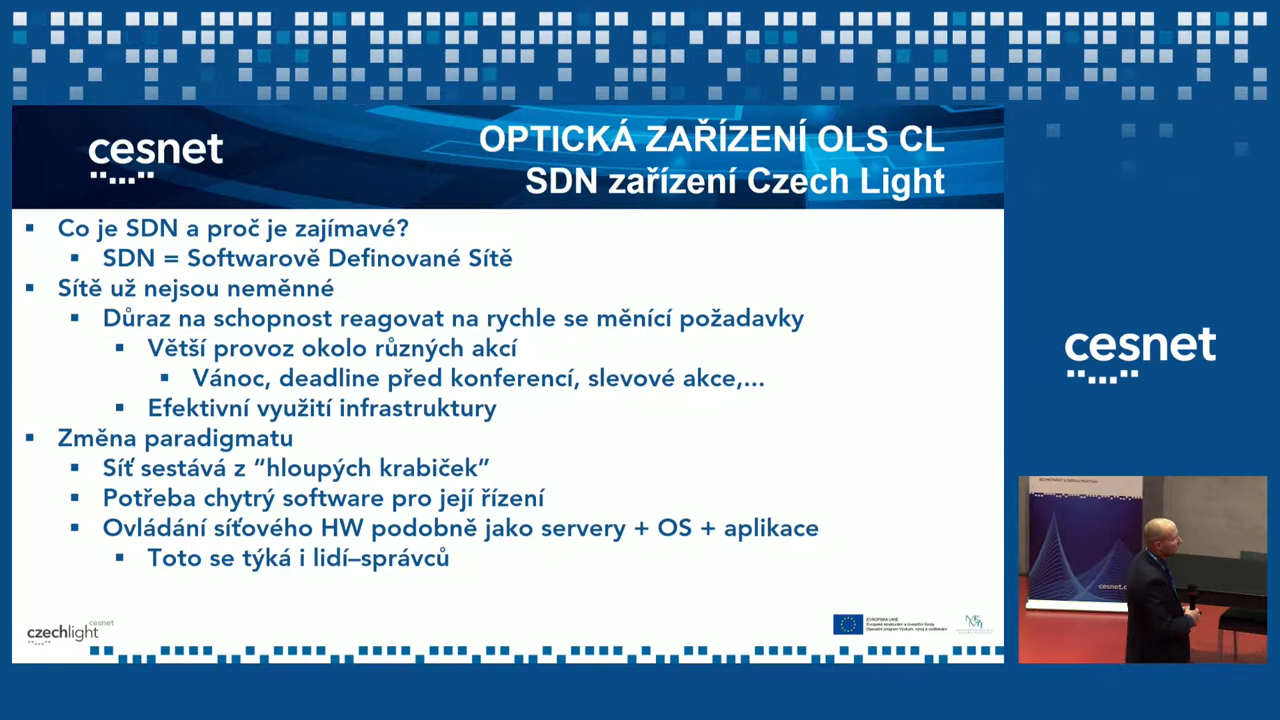 cesnet
OPTICKÁ ZAŘÍZENÍ OLS CL
SDN zařízení Czech Light
Co je SDN a proč je zajímavé?
SDN = Softwarově Definované Sítě
Sítě už nejsou neměnné
Důraz na schopnost reagovat na rychle se měnící požadavky
Větší provoz okolo různých akcí
Vánoc, deadline před konferencí, slevové akce,...
Efektivní využití infrastruktury
Změna paradigmatu
Síť sestává z “hloupých krabiček”
Potřeba chytrý software pro její řízení
Ovládání síťového HW podobně jako servery + OS + aplikace
Toto se týká i lidí–správců
czechlight
cesnet
EVROPSKÁ UNIE
Evropské strukturální a investiční fondy
Operační program Výzkum, vývoj a vzdělávání
cesnet
cesnet.c